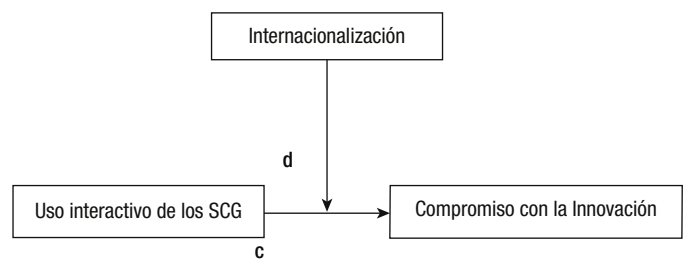 Internacionalización
d
Uso interactivo de los SCG
Compromiso con la Innovación
c